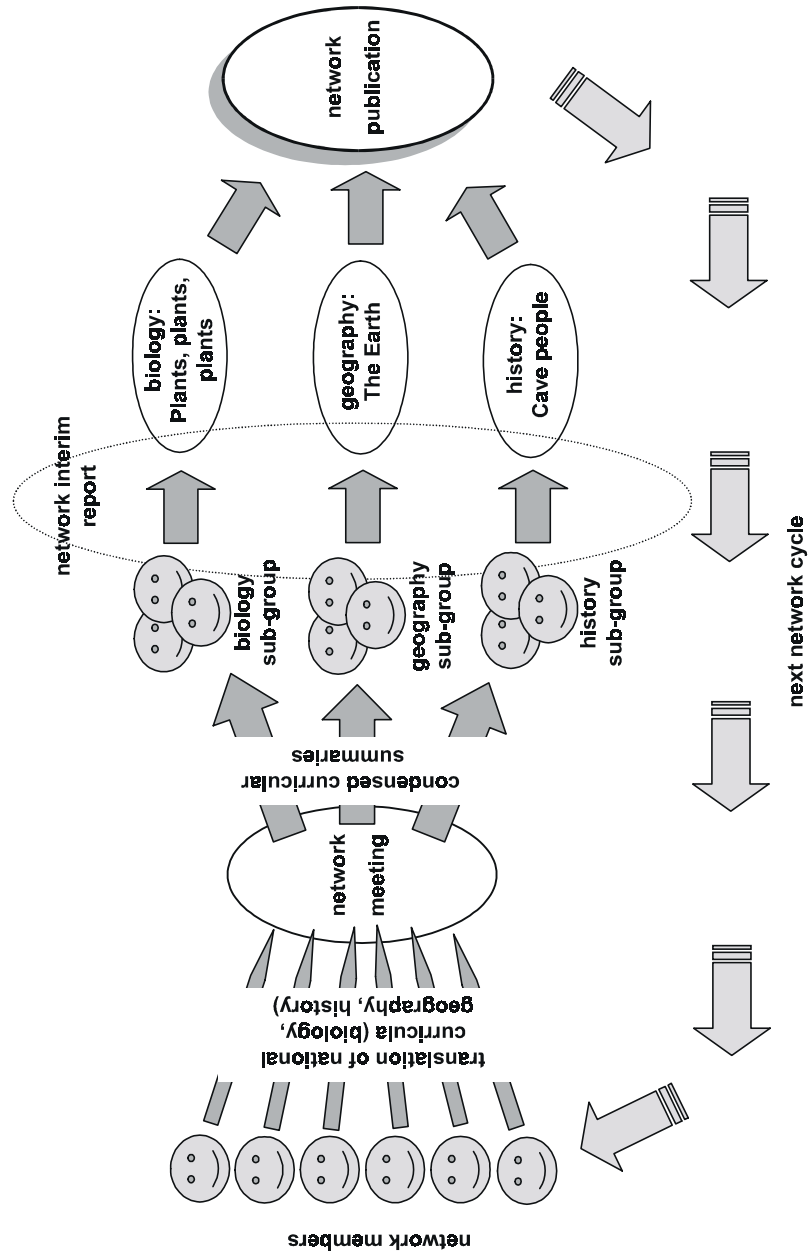 network members
translation of national
curricula (biology,
geography, history)
network
meeting
condensed curricular
summaries
biology
sub-group
geography
sub-group
history
sub-group
network interim
report
biology:
Plants, plants,
plants
geography:
The Earth
history:
Cave people
network
publication
next network cycle